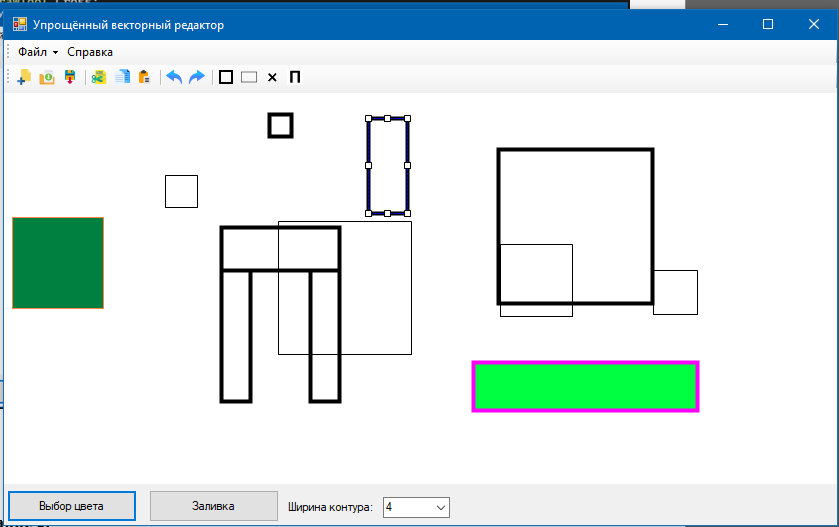 Упрощённый векторный редактор
Файл Справка
Выбор цвета
Заливка
Ширина контура: 4